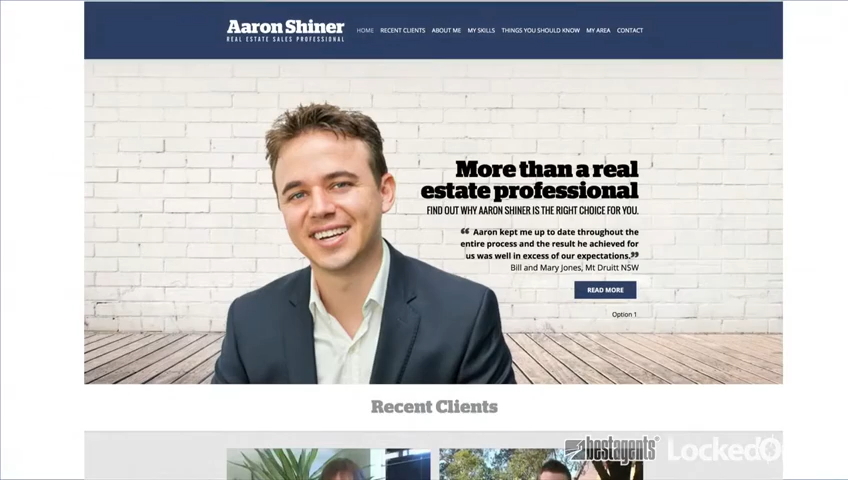 Aaron Shiner
REAL ESTATE SALES PROFESSIONAL
HOME RECENT CLIENTS ABOUT ME MY SKILLS THINGS YOU SHOULD KNOW MY AREA CONTACT
More than a real
estate professional
FIND OUT WHY AARON SHINER IS THE RIGHT CHOICE FOR YOU.
“ Aaron kept me up to date throughout the
entire process and the result he achieved for
us was well in excess of our expectations.”
Bill and Mary Jones, Mt Druitt NSW
READ MORE
Option 1
Recent Clients
bestagents LockedO